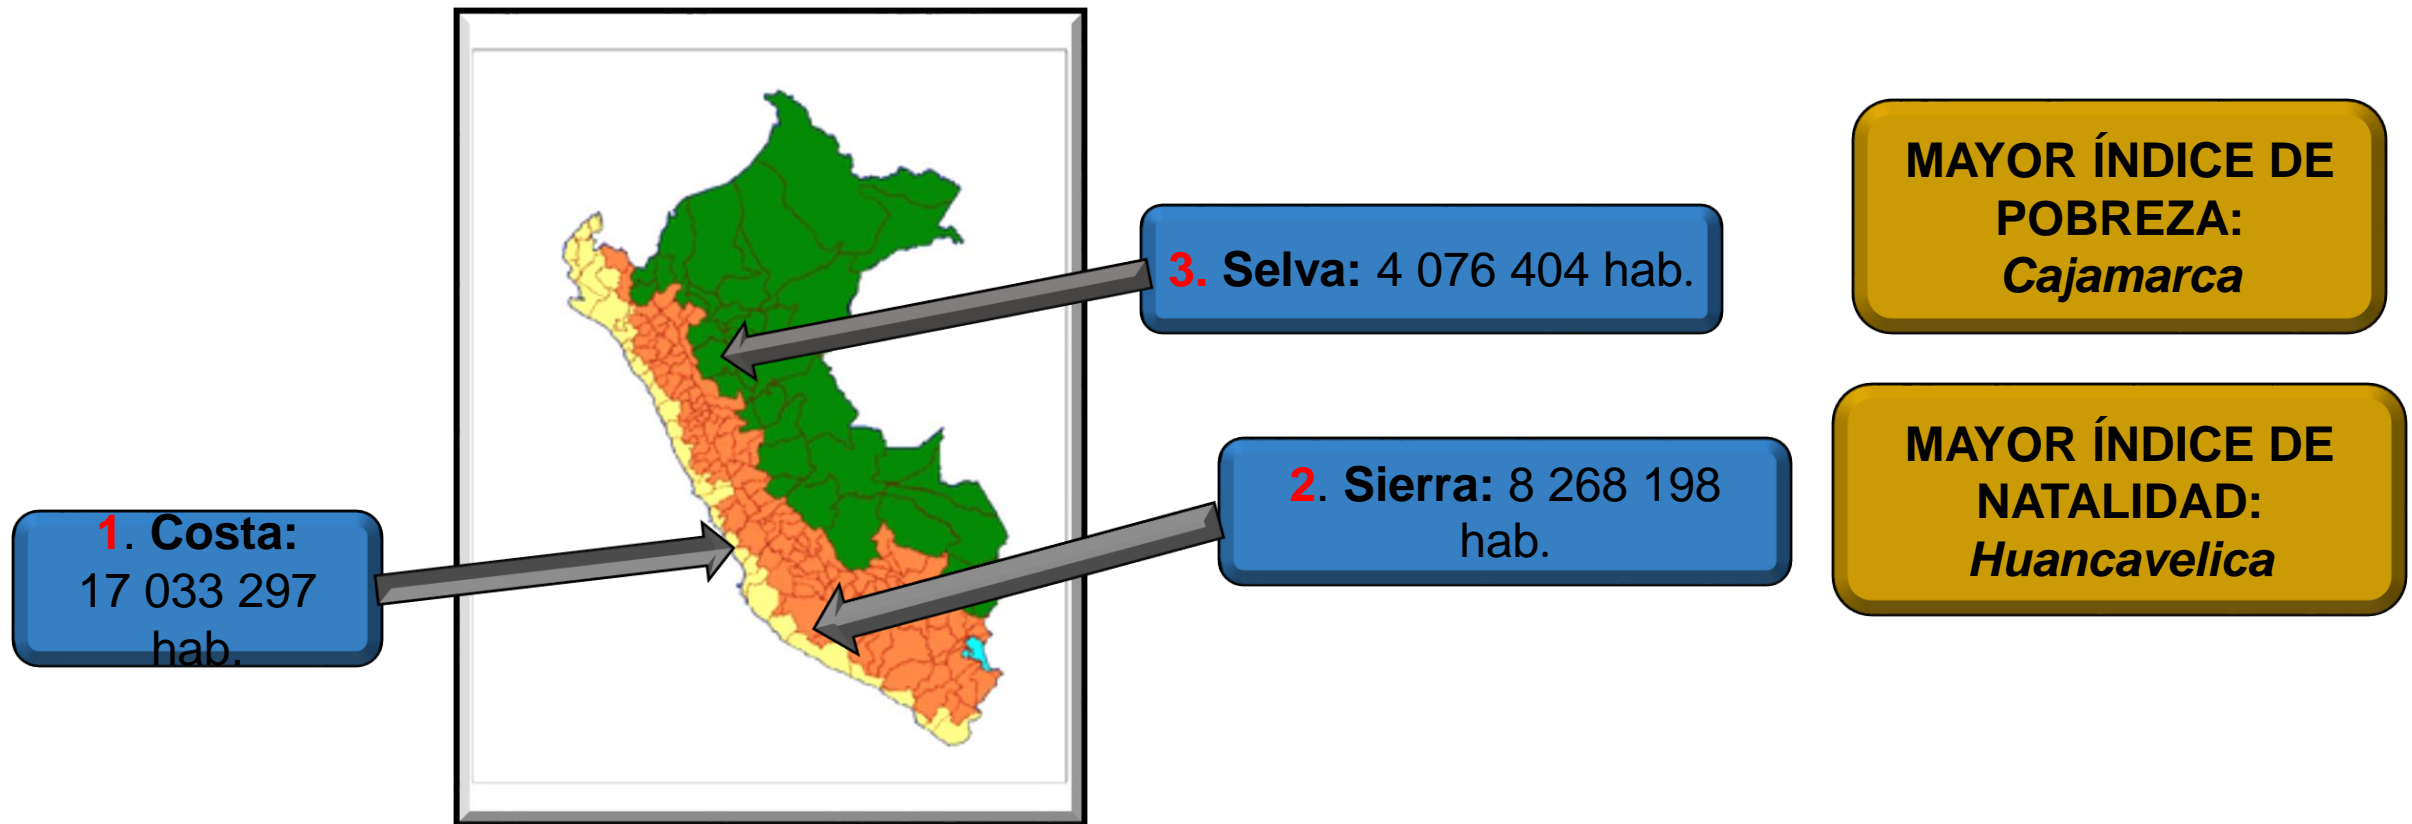 1. Costa:
17 033 297
hab.
3. Selva: 4 076 404 hab.
2. Sierra: 8 268 198
hab.
MAYOR ÍNDICE DE
POBREZA:
Cajamarca
MAYOR ÍNDICE DE
NATALIDAD:
Huancavelica